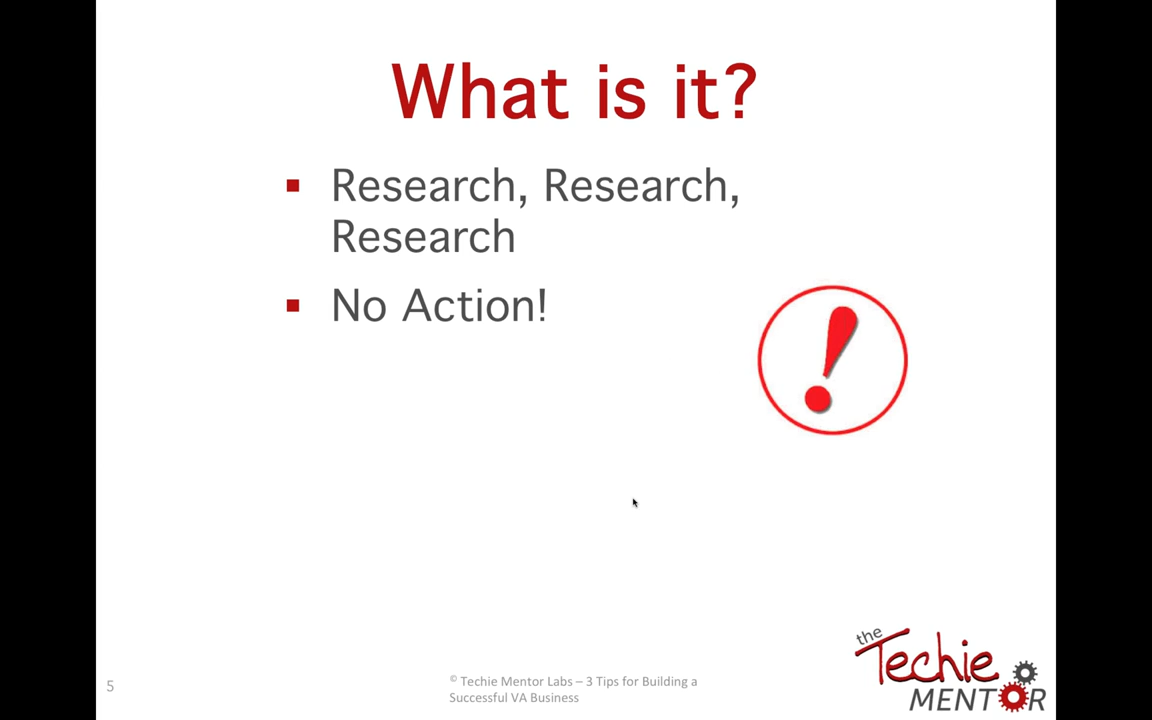 What is it?
▪ Research, Research,
Research
▪ No Action!
!
5
© Techie Mentor Labs – 3 Tips for Building a
Successful VA Business
the
Techie
MENTOR